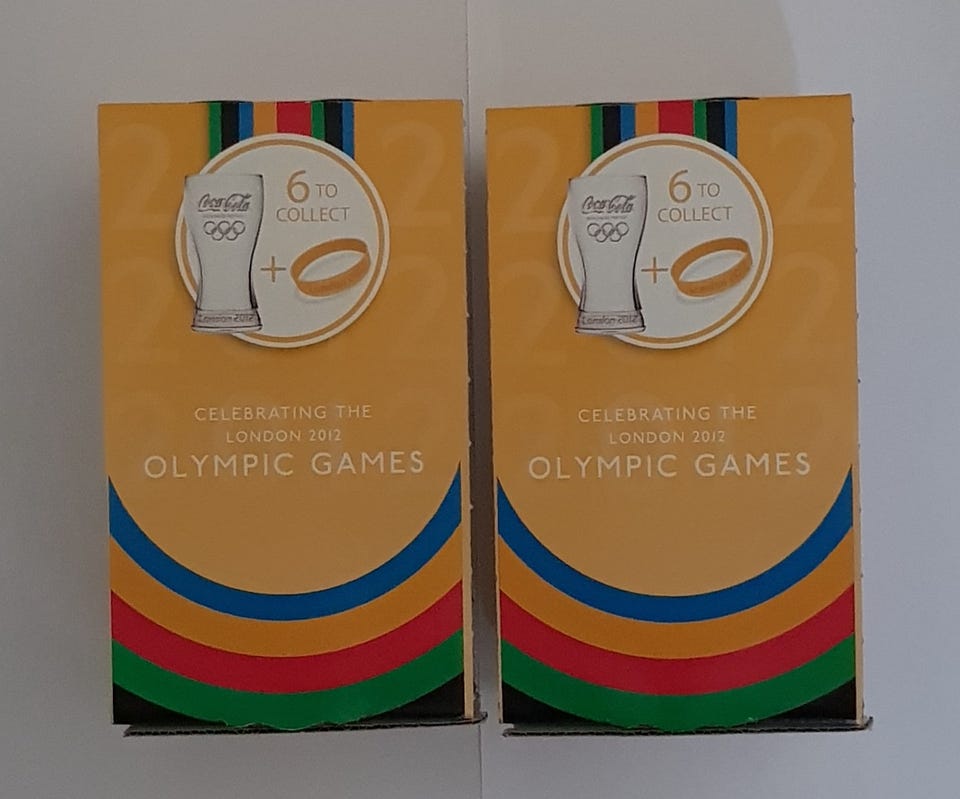 6 TO
COLLECT
Coca-Cola
+
London 2012
CELEBRATING THE
LONDON 2012
OLYMPIC GAMES
6 TO
COLLECT
Coca-Cola
+
London 2012
CELEBRATING THE
LONDON 2012
OLYMPIC GAMES